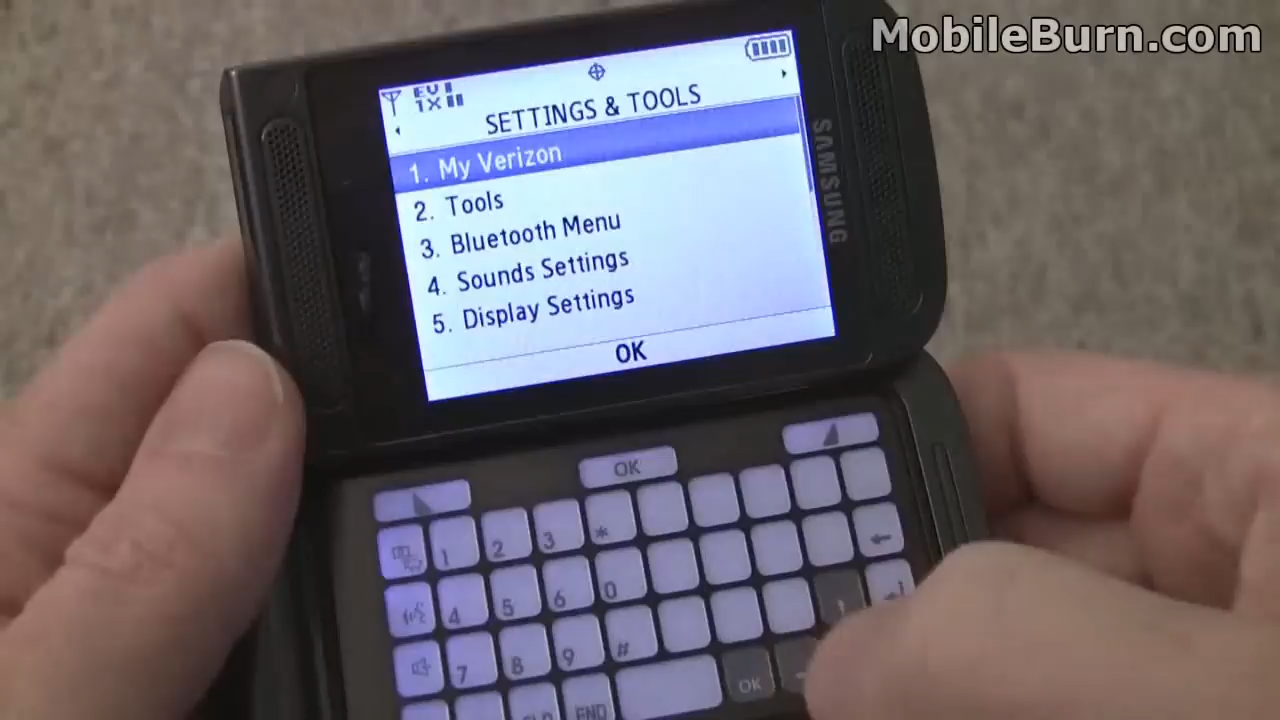 MobileBurn.com
EV
1X
SETTINGS & TOOLS
1. My Verizon
2. Tools
3. Bluetooth Menu
4. Sounds Settings
5. Display Settings
OK
SAMSUNG
OK
1 2 3 *
4 5 6 0
7 8 9 #
OK
END